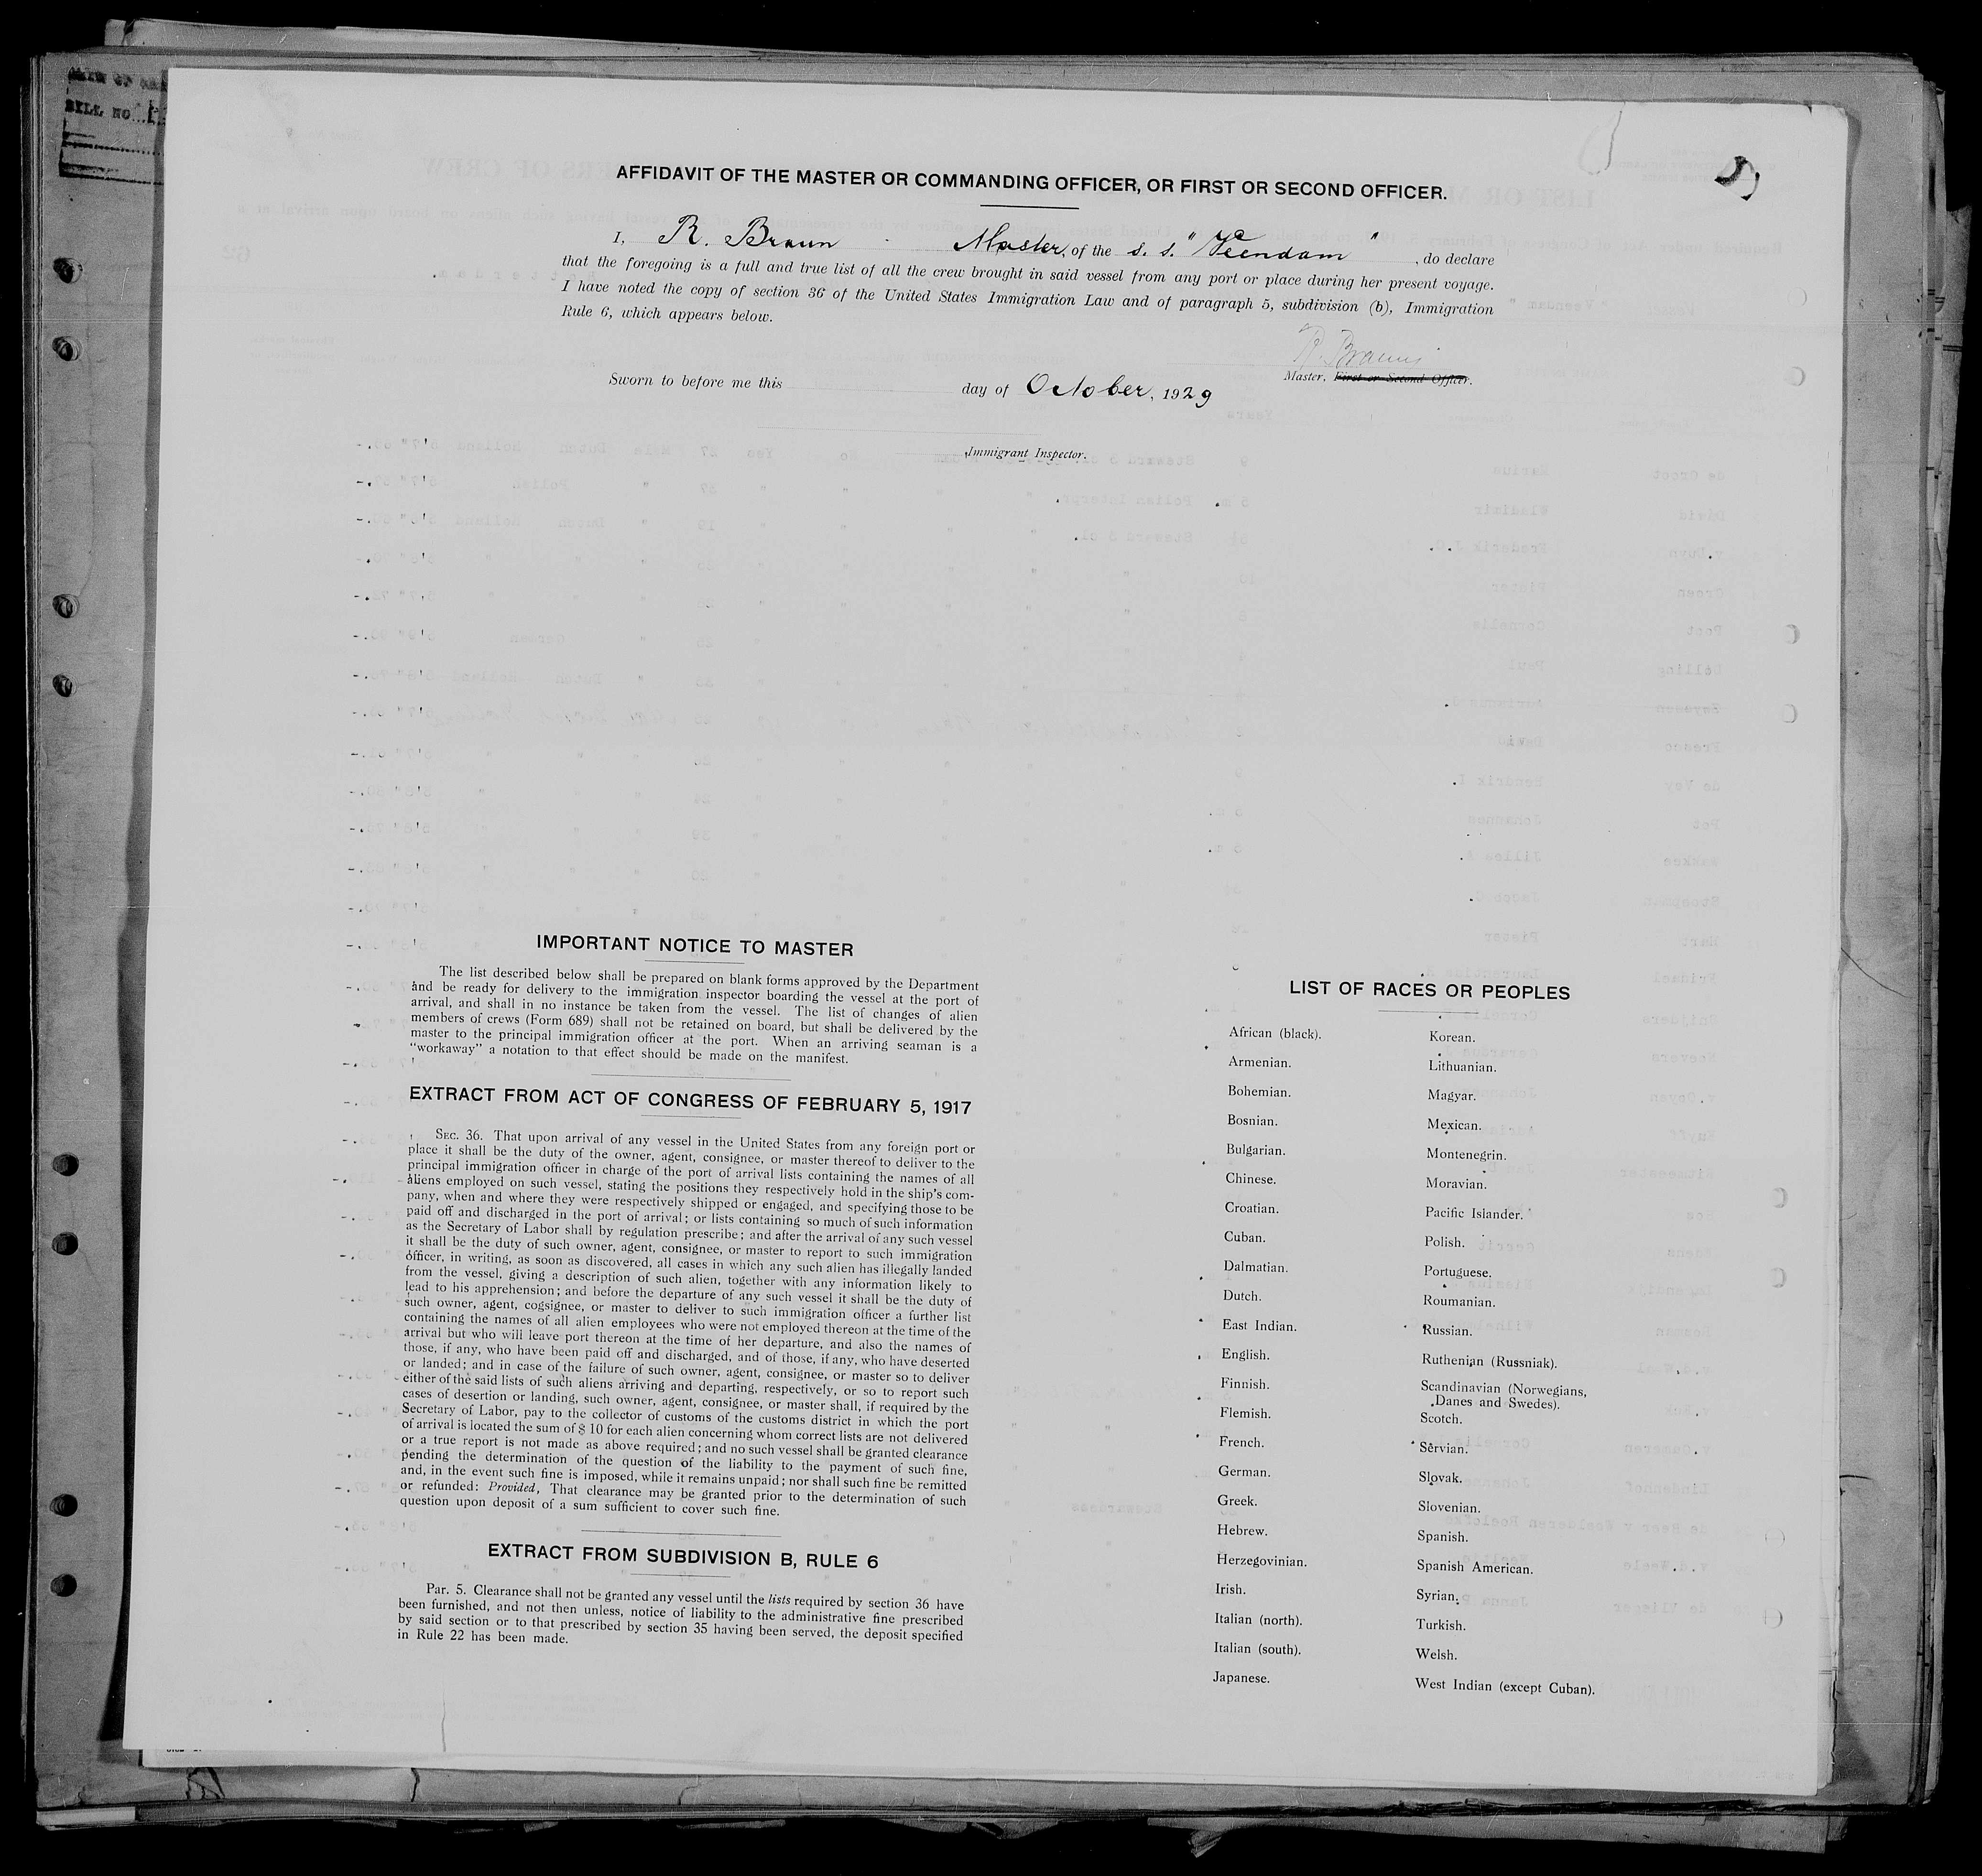 BILL NO
AFFIDAVIT OF THE MASTER OR COMMANDING OFFICER, OR FIRST OR SECOND OFFICER.
I, R. Braun Master, of the s. s. "Veendam", do declare
that the foregoing is a full and true list of all the crew brought in said vessel from any port or place during her present voyage.
I have noted the copy of section 36 of the United States Immigration Law and of paragraph 5, subdivision (b), Immigration
Rule 6, which appears below.
R. Braun
Master, First or Second Officer.
Sworn to before me this day of October, 1929
Immigrant Inspector.
IMPORTANT NOTICE TO MASTER
The list described below shall be prepared on blank forms approved by the Department
and be ready for delivery to the immigration inspector boarding the vessel at the port of
arrival, and shall in no instance be taken from the vessel. The list of changes of alien
members of crews (Form 689) shall not be retained on board, but shall be delivered by the
master to the principal immigration officer at the port. When an arriving seaman is a
"workaway" a notation to that effect should be made on the manifest.
EXTRACT FROM ACT OF CONGRESS OF FEBRUARY 5, 1917
SEC. 36. That upon arrival of any vessel in the United States from any foreign port or
place it shall be the duty of the owner, agent, consignee, or master thereof to deliver to the
principal immigration officer in charge of the port of arrival lists containing the names of all
aliens employed on such vessel, stating the positions they respectively hold in the ship's com-
pany, when and where they were respectively shipped or engaged, and specifying those to be
paid off and discharged in the port of arrival; or lists containing so much of such information
as the Secretary of Labor shall by regulation prescribe; and after the arrival of any such vessel
it shall be the duty of such owner, agent, consignee, or master to report to such immigration
officer, in writing, as soon as discovered, all cases in which any such alien has illegally landed
from the vessel, giving a description of such alien, together with any information likely to
lead to his apprehension; and before the departure of any such vessel it shall be the duty of
such owner, agent, cogsignee, or master to deliver to such immigration officer a further list
containing the names of all alien employees who were not employed thereon at the time of the
arrival but who will leave port thereon at the time of her departure, and also the names of
those, if any, who have been paid off and discharged, and of those, if any, who have deserted
or landed; and in case of the failure of such owner, agent, consignee, or master so to deliver
either of the said lists of such aliens arriving and departing, respectively, or so to report such
cases of desertion or landing, such owner, agent, consignee, or master shall, if required by the
Secretary of Labor, pay to the collector of customs of the customs district in which the port
of arrival is located the sum of $ 10 for each alien concerning whom correct lists are not delivered
or a true report is not made as above required; and no such vessel shall be granted clearance
pending the determination of the question of the liability to the payment of such fine,
and, in the event such fine is imposed, while it remains unpaid; nor shall such fine be remitted
or refunded: Provided, That clearance may be granted prior to the determination of such
question upon deposit of a sum sufficient to cover such fine.
EXTRACT FROM SUBDIVISION B, RULE 6
Par. 5. Clearance shall not be granted any vessel until the lists required by section 36 have
been furnished, and not then unless, notice of liability to the administrative fine prescribed
by said section or to that prescribed by section 35 having been served, the deposit specified
in Rule 22 has been made.
LIST OF RACES OR PEOPLES
African (black).
Armenian.
Bohemian.
Bosnian.
Bulgarian.
Chinese.
Croatian.
Cuban.
Dalmatian.
Dutch.
East Indian.
English.
Finnish.
Flemish.
French.
German.
Greek.
Hebrew.
Herzegovinian.
Irish.
Italian (north).
Italian (south).
Japanese.
Korean.
Lithuanian.
Magyar.
Mexican.
Montenegrin.
Moravian.
Pacific Islander.
Polish.
Portuguese.
Roumanian.
Russian.
Ruthenian (Russniak).
Scandinavian (Norwegians,
Danes and Swedes).
Scotch.
Servian.
Slovak.
Slovenian.
Spanish.
Spanish American.
Syrian.
Turkish.
Welsh.
West Indian (except Cuban).